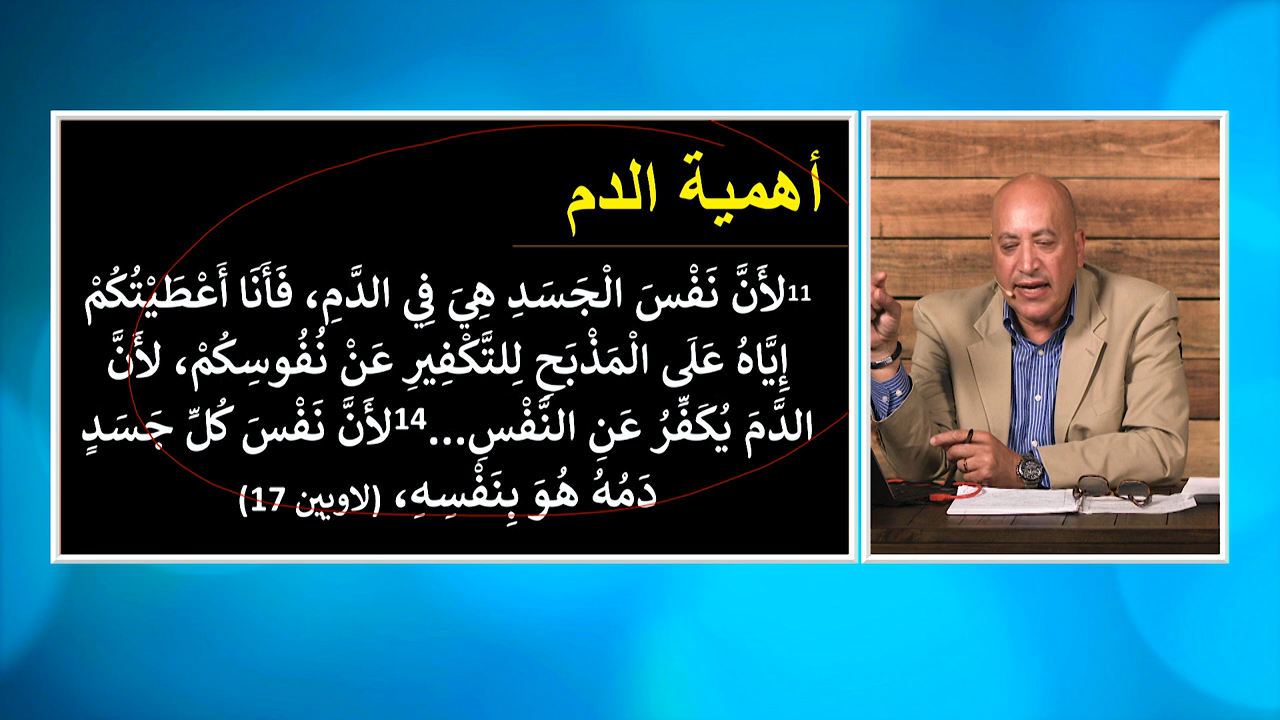 أهمية الدم
11لأَنَّ نَفْسَ الْجَسَدِ هِيَ فِي الدَّمِ، فَأَنَا أَعْطَيْتُكُمْ
إِيَّاهُ عَلَى الْمَذْبَحِ لِلتَّكْفِيرِ عَنْ نُفُوسِكُمْ، لأَنَّ
الدَّمَ يُكَفِّرُ عَنِ النَّفْسِ...14لأَنَّ نَفْسَ كُلِّ جَسَدٍ
دَمُهُ هُوَ بِنَفْسِهِ، (لاويين 17)